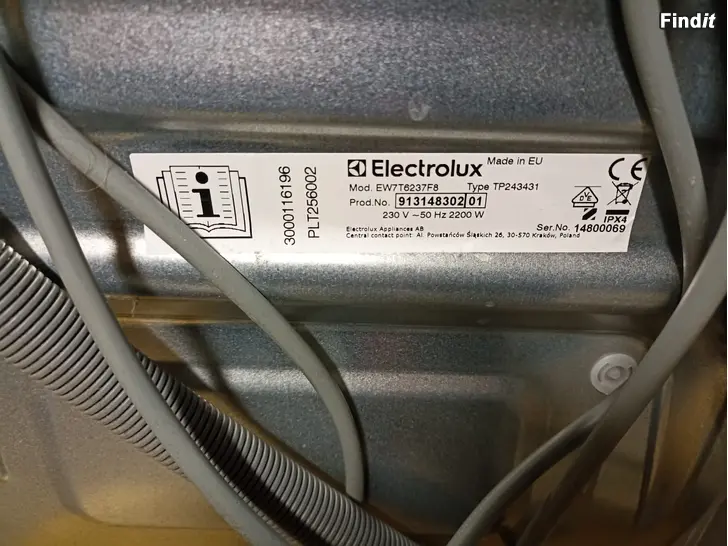 Findit
3000116196
PLT256002
Electrolux
Made in EU
Mod. EW7T6237F8 Type TP243431
Prod.No. 913148302 01
230 V ~50 Hz 2200 W
IPX4
Electrolux Appliances AB
Central contact point: Al. Powstańców Śląskich 26, 30-570 Kraków, Poland
Ser.No. 14800069